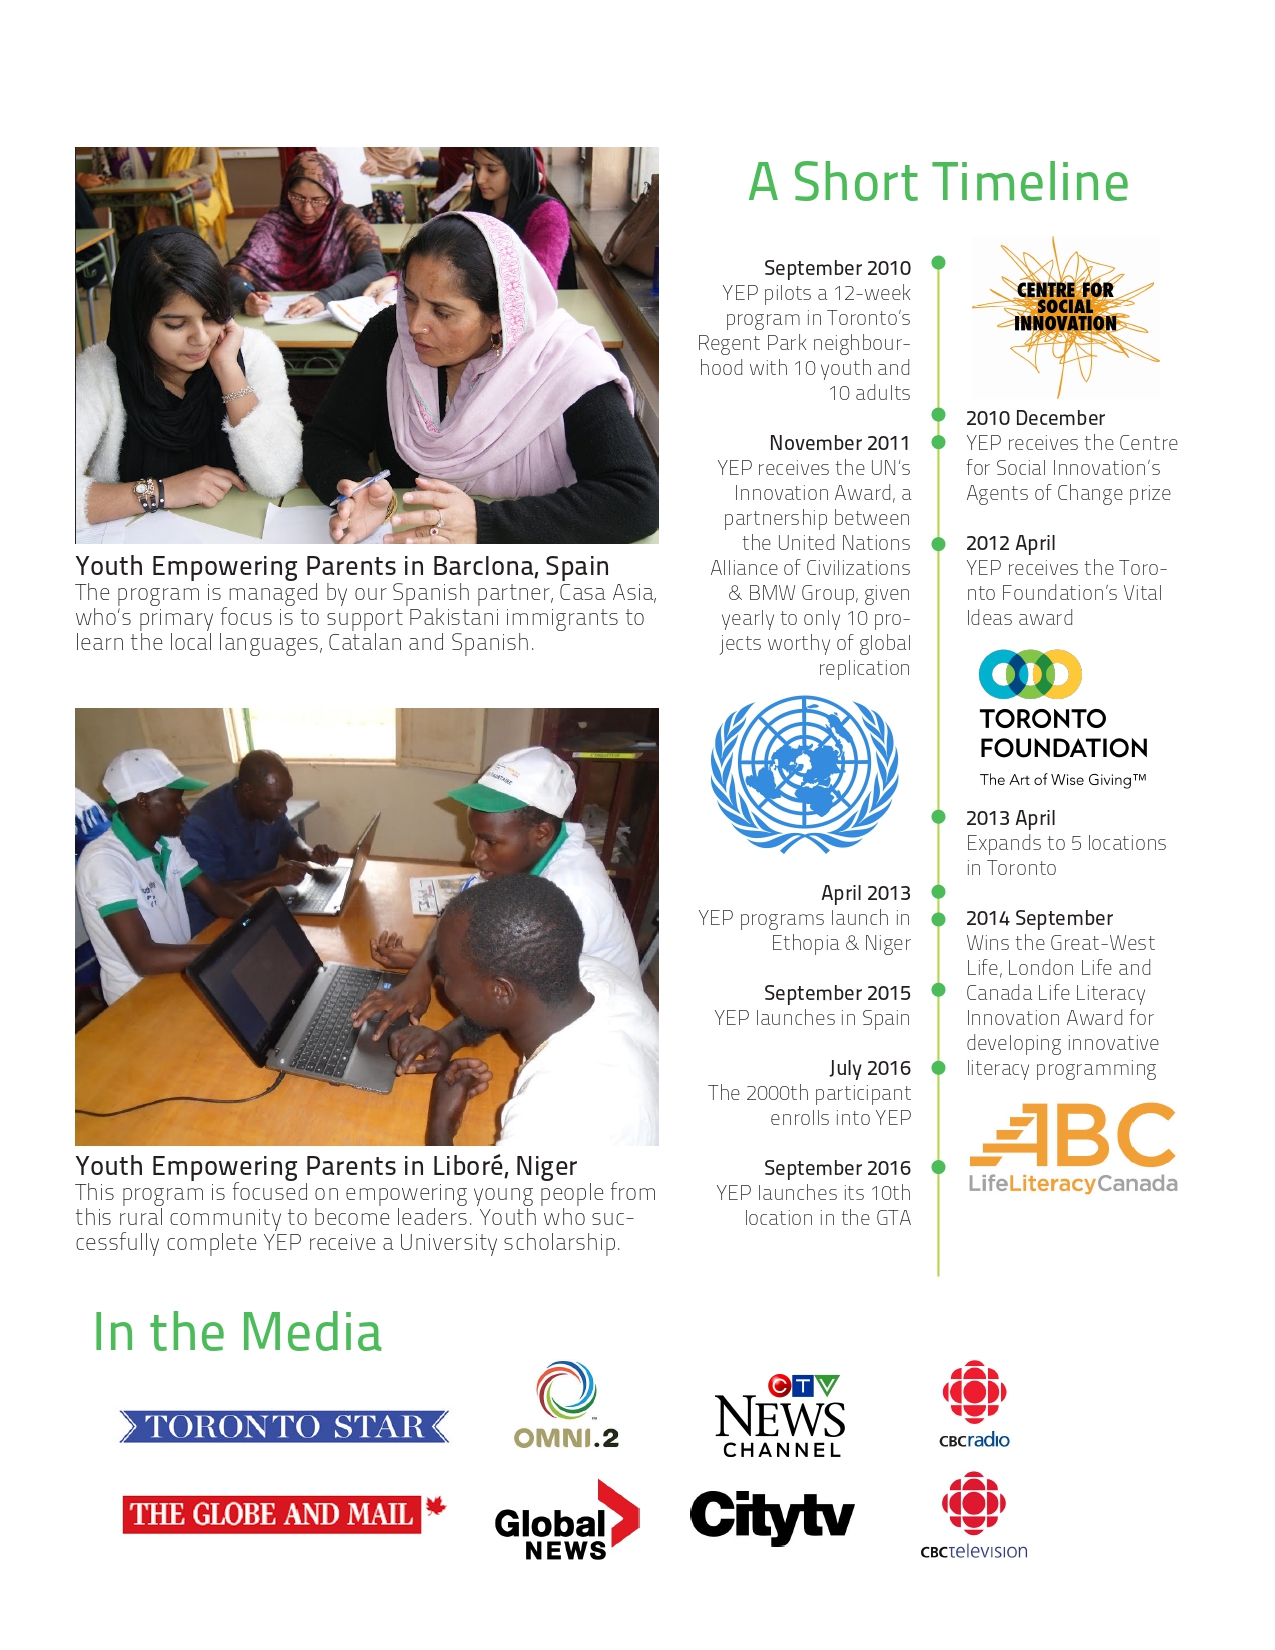 Youth Empowering Parents in Barclona, Spain
The program is managed by our Spanish partner, Casa Asia,
who's primary focus is to support Pakistani immigrants to
learn the local languages, Catalan and Spanish.
Youth Empowering Parents in Liboré, Niger
This program is focused on empowering young people from
this rural community to become leaders. Youth who suc-
cessfully complete YEP receive a University scholarship.
A Short Timeline
September 2010
YEP pilots a 12-week
program in Toronto's
Regent Park neighbour-
hood with 10 youth and
10 adults
November 2011
YEP receives the UN's
Innovation Award, a
partnership between
the United Nations
Alliance of Civilizations
& BMW Group, given
yearly to only 10 pro-
jects worthy of global
replication
April 2013
YEP programs launch in
Ethopia & Niger
September 2015
YEP launches in Spain
July 2016
The 2000th participant
enrolls into YEP
September 2016
YEP launches its 10th
location in the GTA
CENTRE FOR
SOCIAL
INNOVATION
2010 December
YEP receives the Centre
for Social Innovation's
Agents of Change prize
2012 April
YEP receives the Toro-
nto Foundation's Vital
Ideas award
TORONTO
FOUNDATION
The Art of Wise Giving™
2013 April
Expands to 5 locations
in Toronto
2014 September
Wins the Great-West
Life, London Life and
Canada Life Literacy
Innovation Award for
developing innovative
literacy programming
ABC
LifeLiteracyCanada
In the Media
TORONTO STAR
OMNI.2
CTV
NEWS
CHANNEL
CBCradio
THE GLOBE AND MAIL
Global
NEWS
Citytv
CBCtelevision